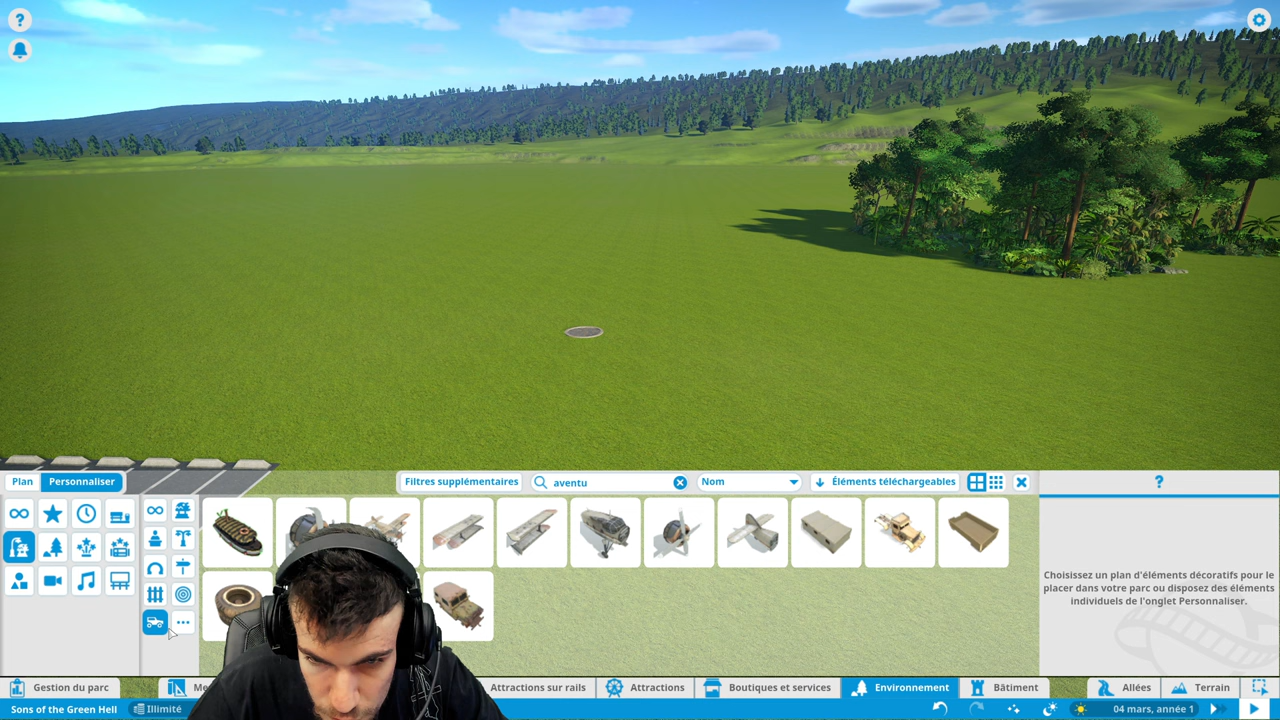 ?
Plan
Personnaliser
Filtres supplémentaires
aventu
Nom
Éléments téléchargeables
?
Choisissez un plan d'éléments décoratifs pour le
placer dans votre parc ou disposez des éléments
individuels de l'onglet Personnaliser.
Gestion du parc
Attractions sur rails
Attractions
Boutiques et services
Environnement
Bâtiment
Allées
Terrain
Sons of the Green Hell
Illimité
04 mars, année 1